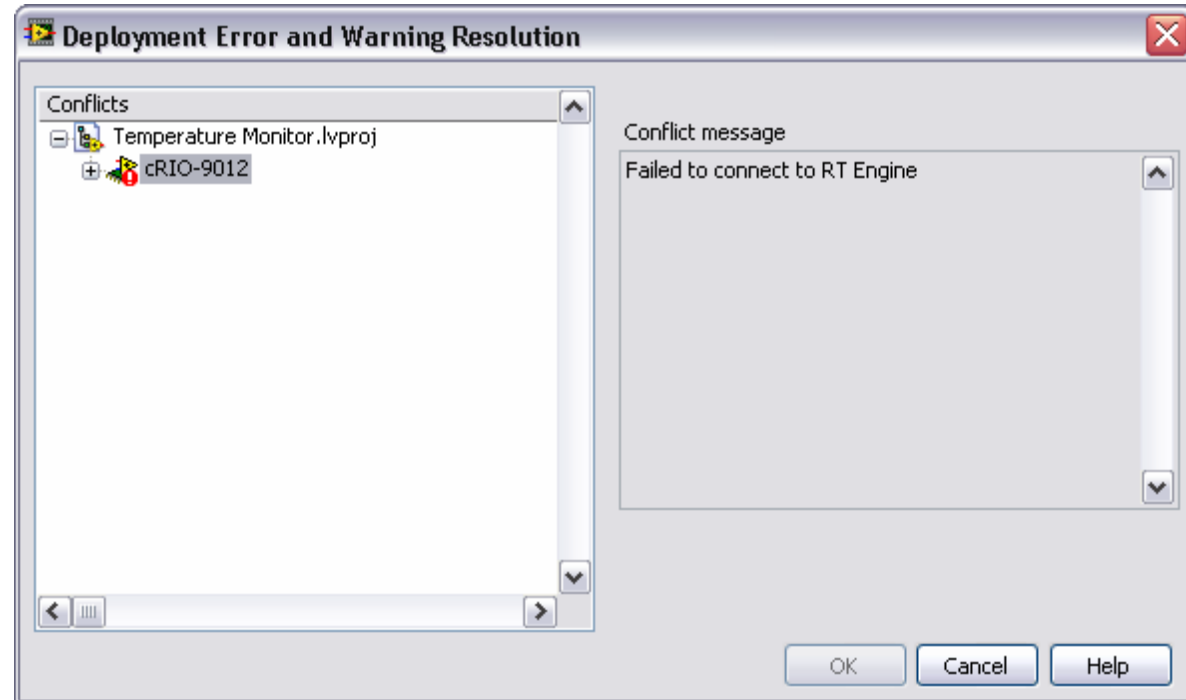 Deployment Error and Warning Resolution
Conflicts
Temperature Monitor.lvproj
cRIO-9012
Conflict message
Failed to connect to RT Engine
OK Cancel Help